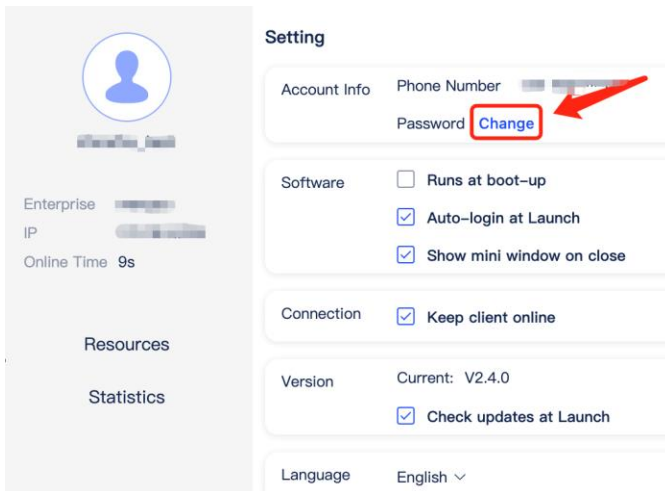 Enterprise
IP
Online Time 9s
Resources
Statistics
Setting
Account Info
Phone Number
Password Change
Software
Runs at boot-up
Auto-login at Launch
Show mini window on close
Connection
Keep client online
Version
Current: V2.4.0
Check updates at Launch
Language
English